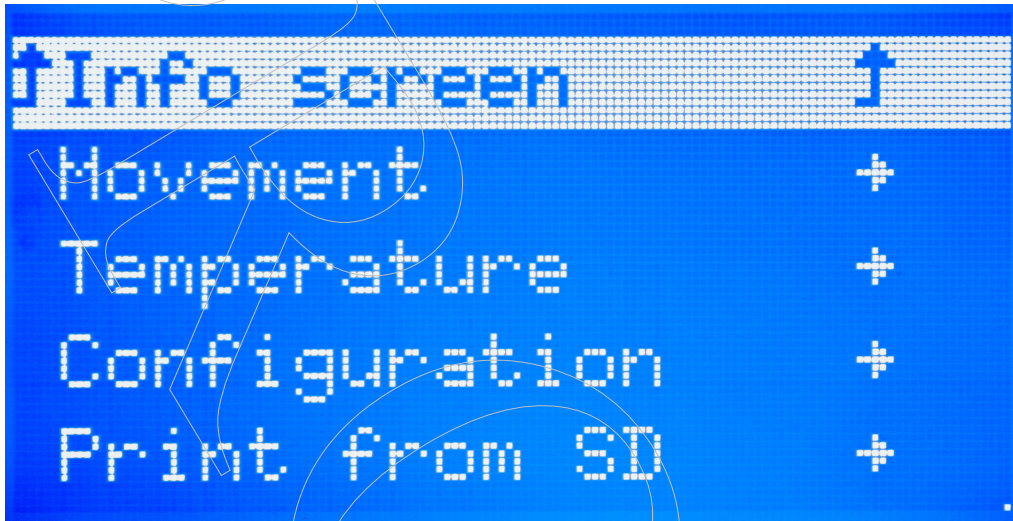 Info screen
Movement
Temperature
Configuration
Print from SD